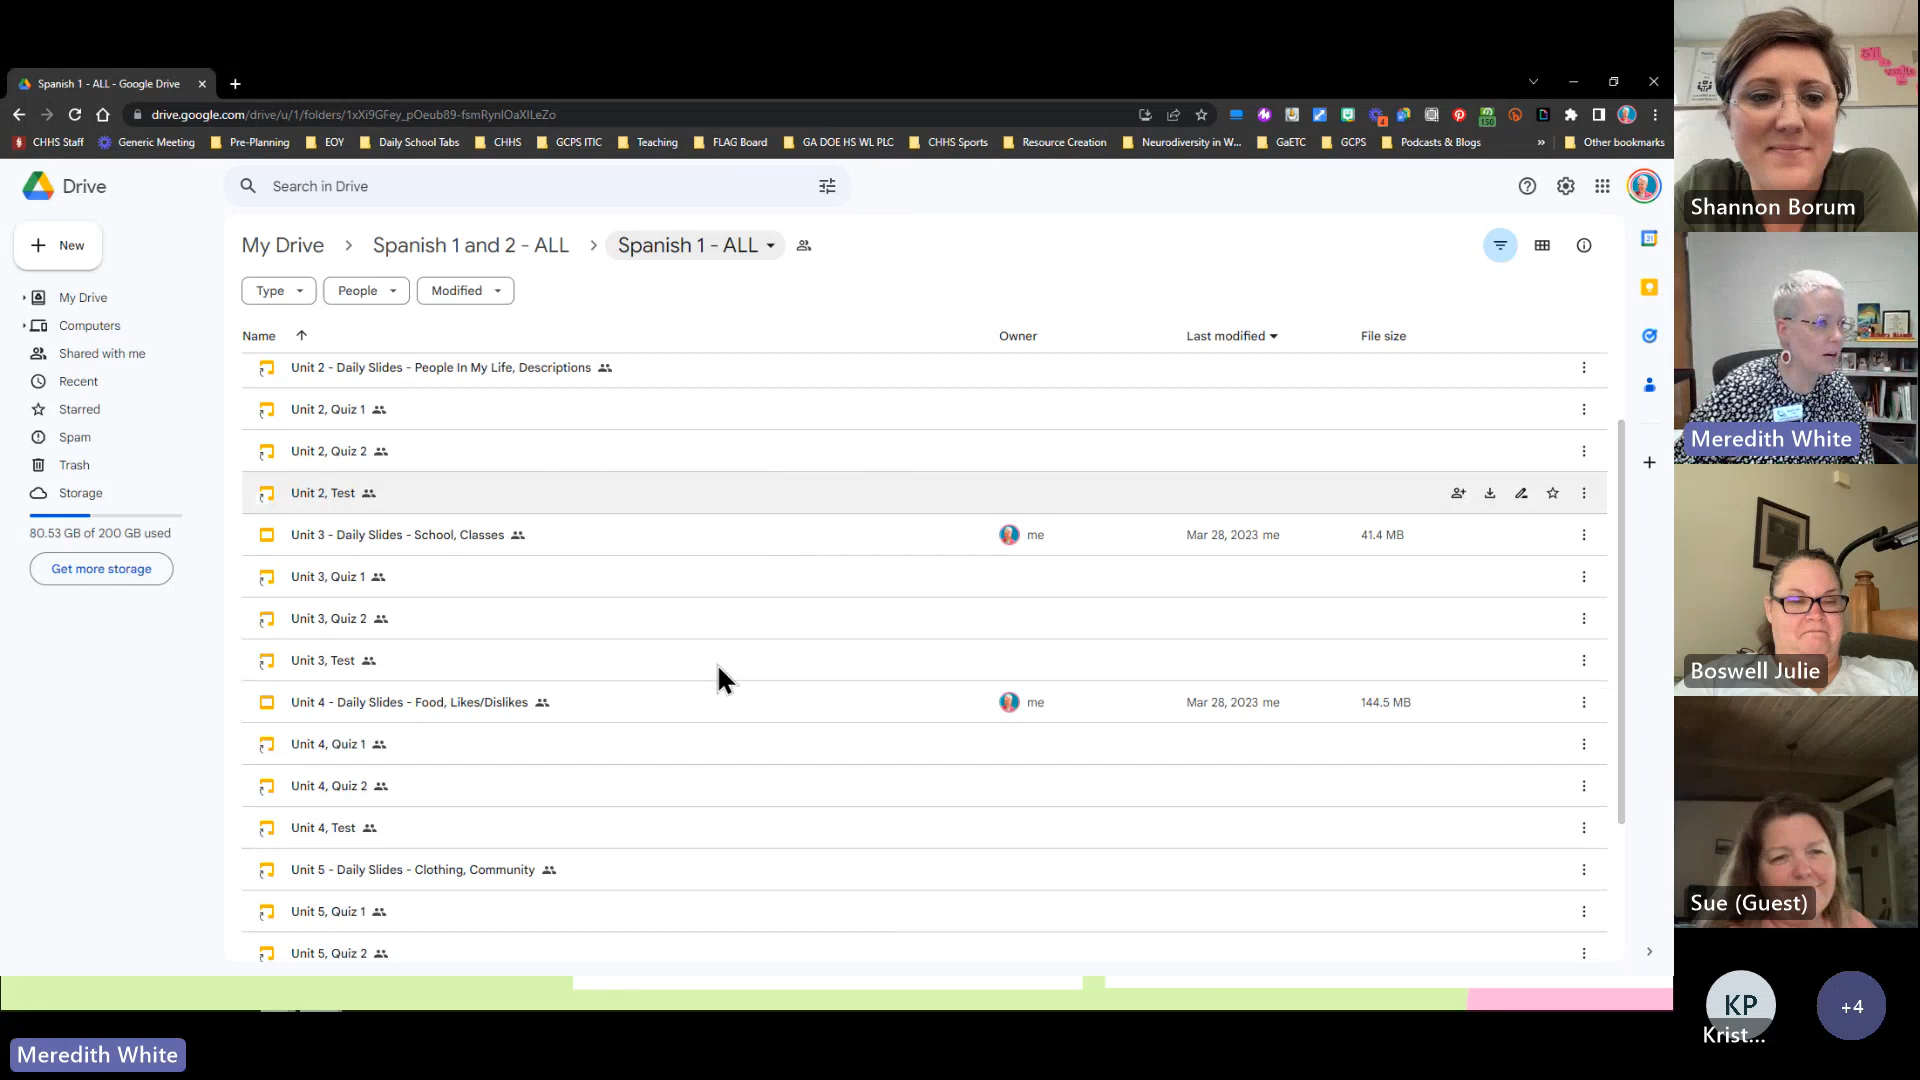 Spanish 1 - ALL - Google Drive
drive.google.com/drive/u/1/folders/1xXi9GFey_pOeub89-fsmRynIOaXILeZo
CHHS Staff
Generic Meeting
Pre-Planning
EOY
Daily School Tabs
CHHS
GCPS ITIC
Teaching
FLAG Board
GA DOE HS WL PLC
CHHS Sports
Resource Creation
Neurodiversity in W...
GaETC
GCPS
Podcasts & Blogs
»
Other bookmarks
Drive
Search in Drive
New
My Drive
Computers
Shared with me
Recent
Starred
Spam
Trash
Storage
80.53 GB of 200 GB used
Get more storage
My Drive > Spanish 1 and 2 - ALL > Spanish 1 - ALL
Type
People
Modified
Name
Owner
Last modified
File size
Unit 2 - Daily Slides - People In My Life, Descriptions
Unit 2, Quiz 1
Unit 2, Quiz 2
Unit 2, Test
Unit 3 - Daily Slides - School, Classes me Mar 28, 2023 me 41.4 MB
Unit 3, Quiz 1
Unit 3, Quiz 2
Unit 3, Test
Unit 4 - Daily Slides - Food, Likes/Dislikes me Mar 28, 2023 me 144.5 MB
Unit 4, Quiz 1
Unit 4, Quiz 2
Unit 4, Test
Unit 5 - Daily Slides - Clothing, Community
Unit 5, Quiz 1
Unit 5, Quiz 2
Shannon Borum
Meredith White
Boswell Julie
Sue (Guest)
KP
Krist...
+4
Meredith White